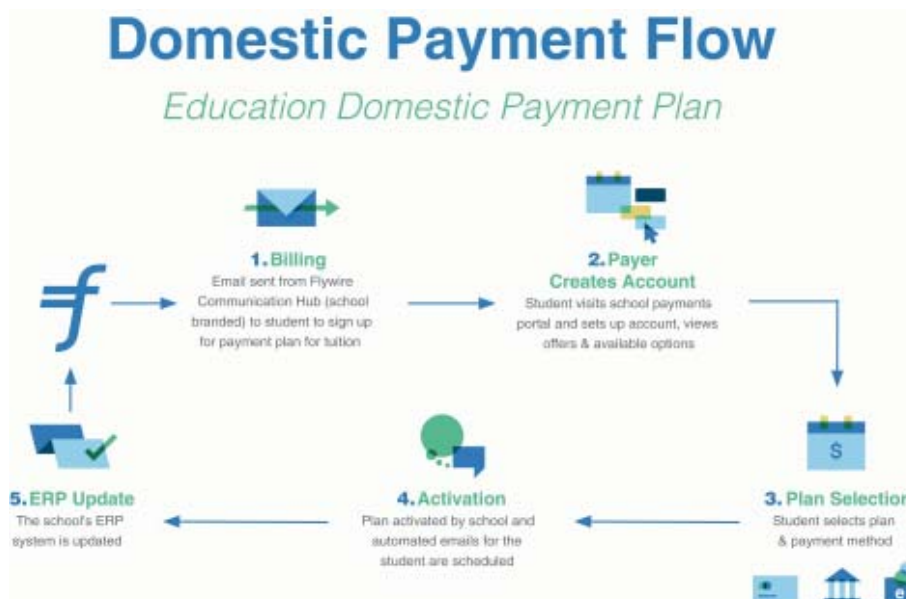 Domestic Payment Flow
Education Domestic Payment Plan
1. Billing
Email sent from Flywire
Communication Hub (school
branded) to student to sign up
for payment plan for tuition
2. Payer
Creates Account
Student visits school payments
portal and sets up account, views
offers & available options
$
3. Plan Selection
Student selects plan
& payment method
e
4. Activation
Plan activated by school and
automated emails for the
student are scheduled
5. ERP Update
The school's ERP
system is updated